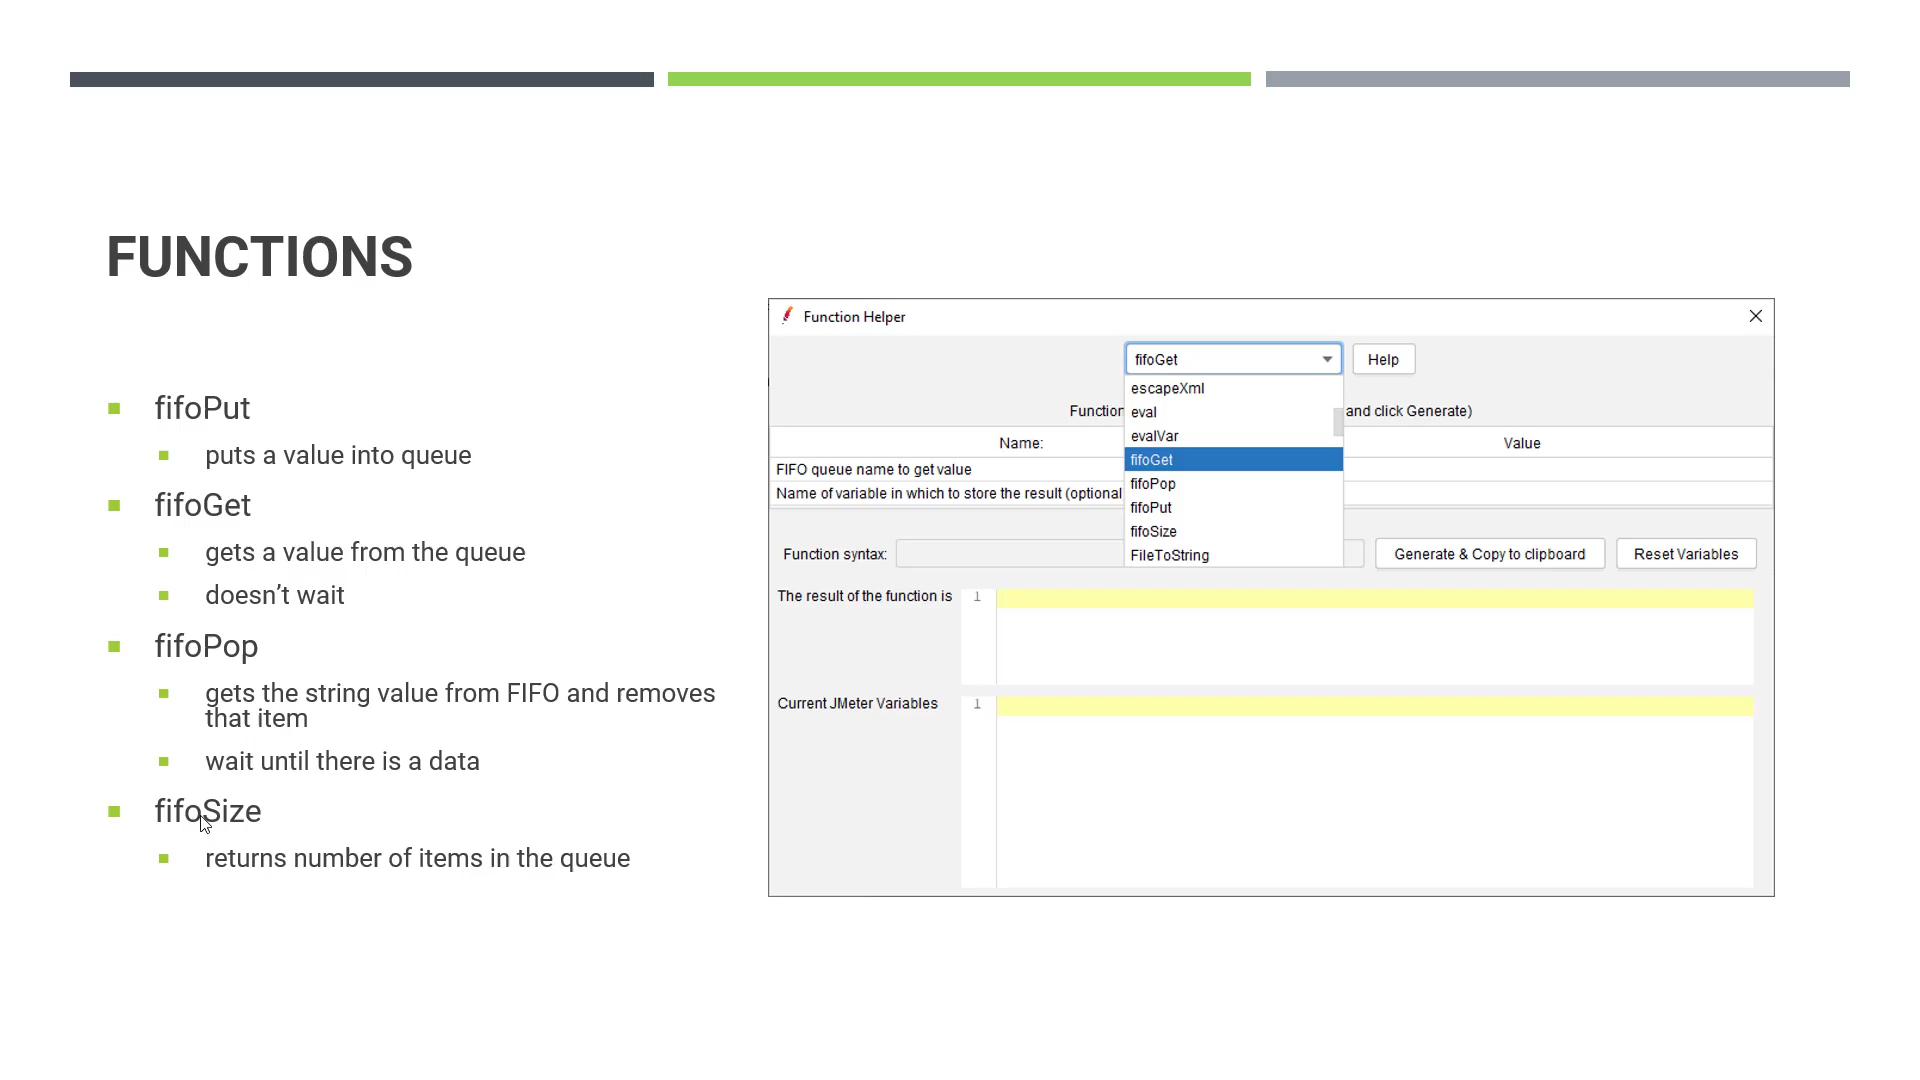 FUNCTIONS
fifoPut
puts a value into queue
fifoGet
gets a value from the queue
doesn’t wait
fifoPop
gets the string value from FIFO and removes
that item
wait until there is a data
fifoSize
returns number of items in the queue
Function Helper
fifoGet
Help
escapeXml
eval
evalVar
fifoGet
fifoPop
fifoPut
fifoSize
FileToString
Function and click Generate)
Name: Value
FIFO queue name to get value
Name of variable in which to store the result (optional
Function syntax:
Generate & Copy to clipboard
Reset Variables
The result of the function is
1
Current JMeter Variables
1